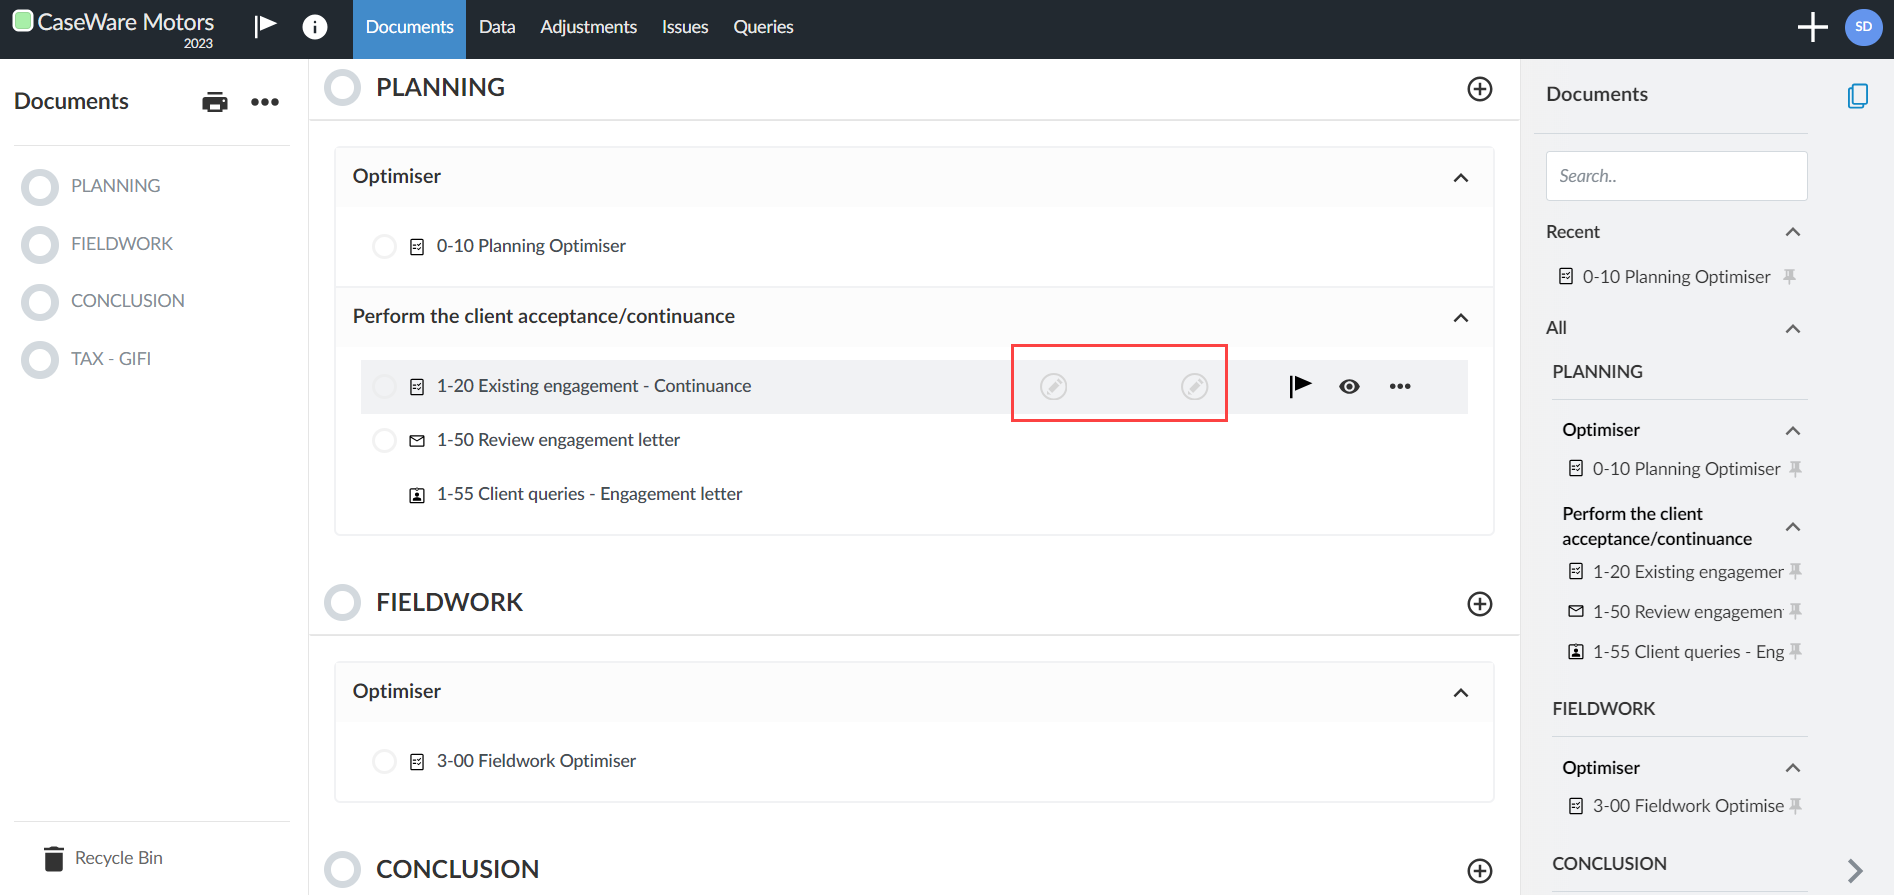 CaseWare Motors
2023
Documents
Data
Adjustments
Issues
Queries
SD
Documents
PLANNING
FIELDWORK
CONCLUSION
TAX - GIFI
Recycle Bin
PLANNING
Optimiser
0-10 Planning Optimiser
Perform the client acceptance/continuance
1-20 Existing engagement - Continuance
1-50 Review engagement letter
1-55 Client queries - Engagement letter
FIELDWORK
Optimiser
3-00 Fieldwork Optimiser
CONCLUSION
Documents
Search..
Recent
0-10 Planning Optimiser
All
PLANNING
Optimiser
0-10 Planning Optimiser
Perform the client
acceptance/continuance
1-20 Existing engagemer
1-50 Review engagemen
1-55 Client queries - Eng
FIELDWORK
Optimiser
3-00 Fieldwork Optimise
CONCLUSION